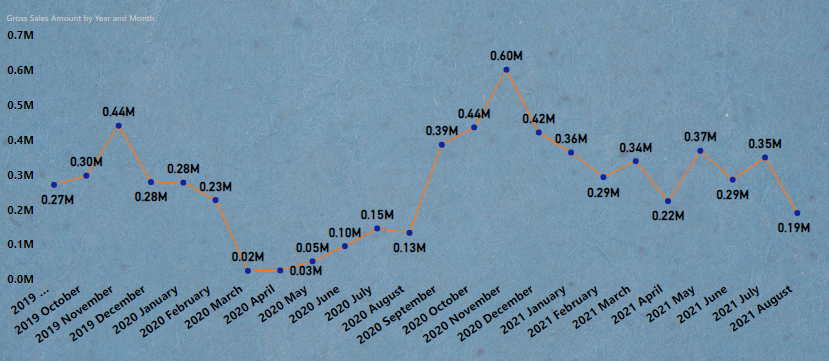 Gross Sales Amount by Year and Month
0.7M
0.6M
0.5M
0.4M
0.3M
0.2M
0.1M
0.0M
0.27M
0.30M
0.44M
0.28M
0.28M
0.23M
0.02M
0.03M
0.05M
0.10M
0.15M
0.13M
0.39M
0.44M
0.60M
0.42M
0.36M
0.29M
0.34M
0.22M
0.37M
0.29M
0.35M
0.19M
2019 ...
2019 October
2019 November
2019 December
2020 January
2020 February
2020 March
2020 April
2020 May
2020 June
2020 July
2020 August
2020 September
2020 October
2020 November
2020 December
2021 January
2021 February
2021 March
2021 April
2021 May
2021 June
2021 July
2021 August